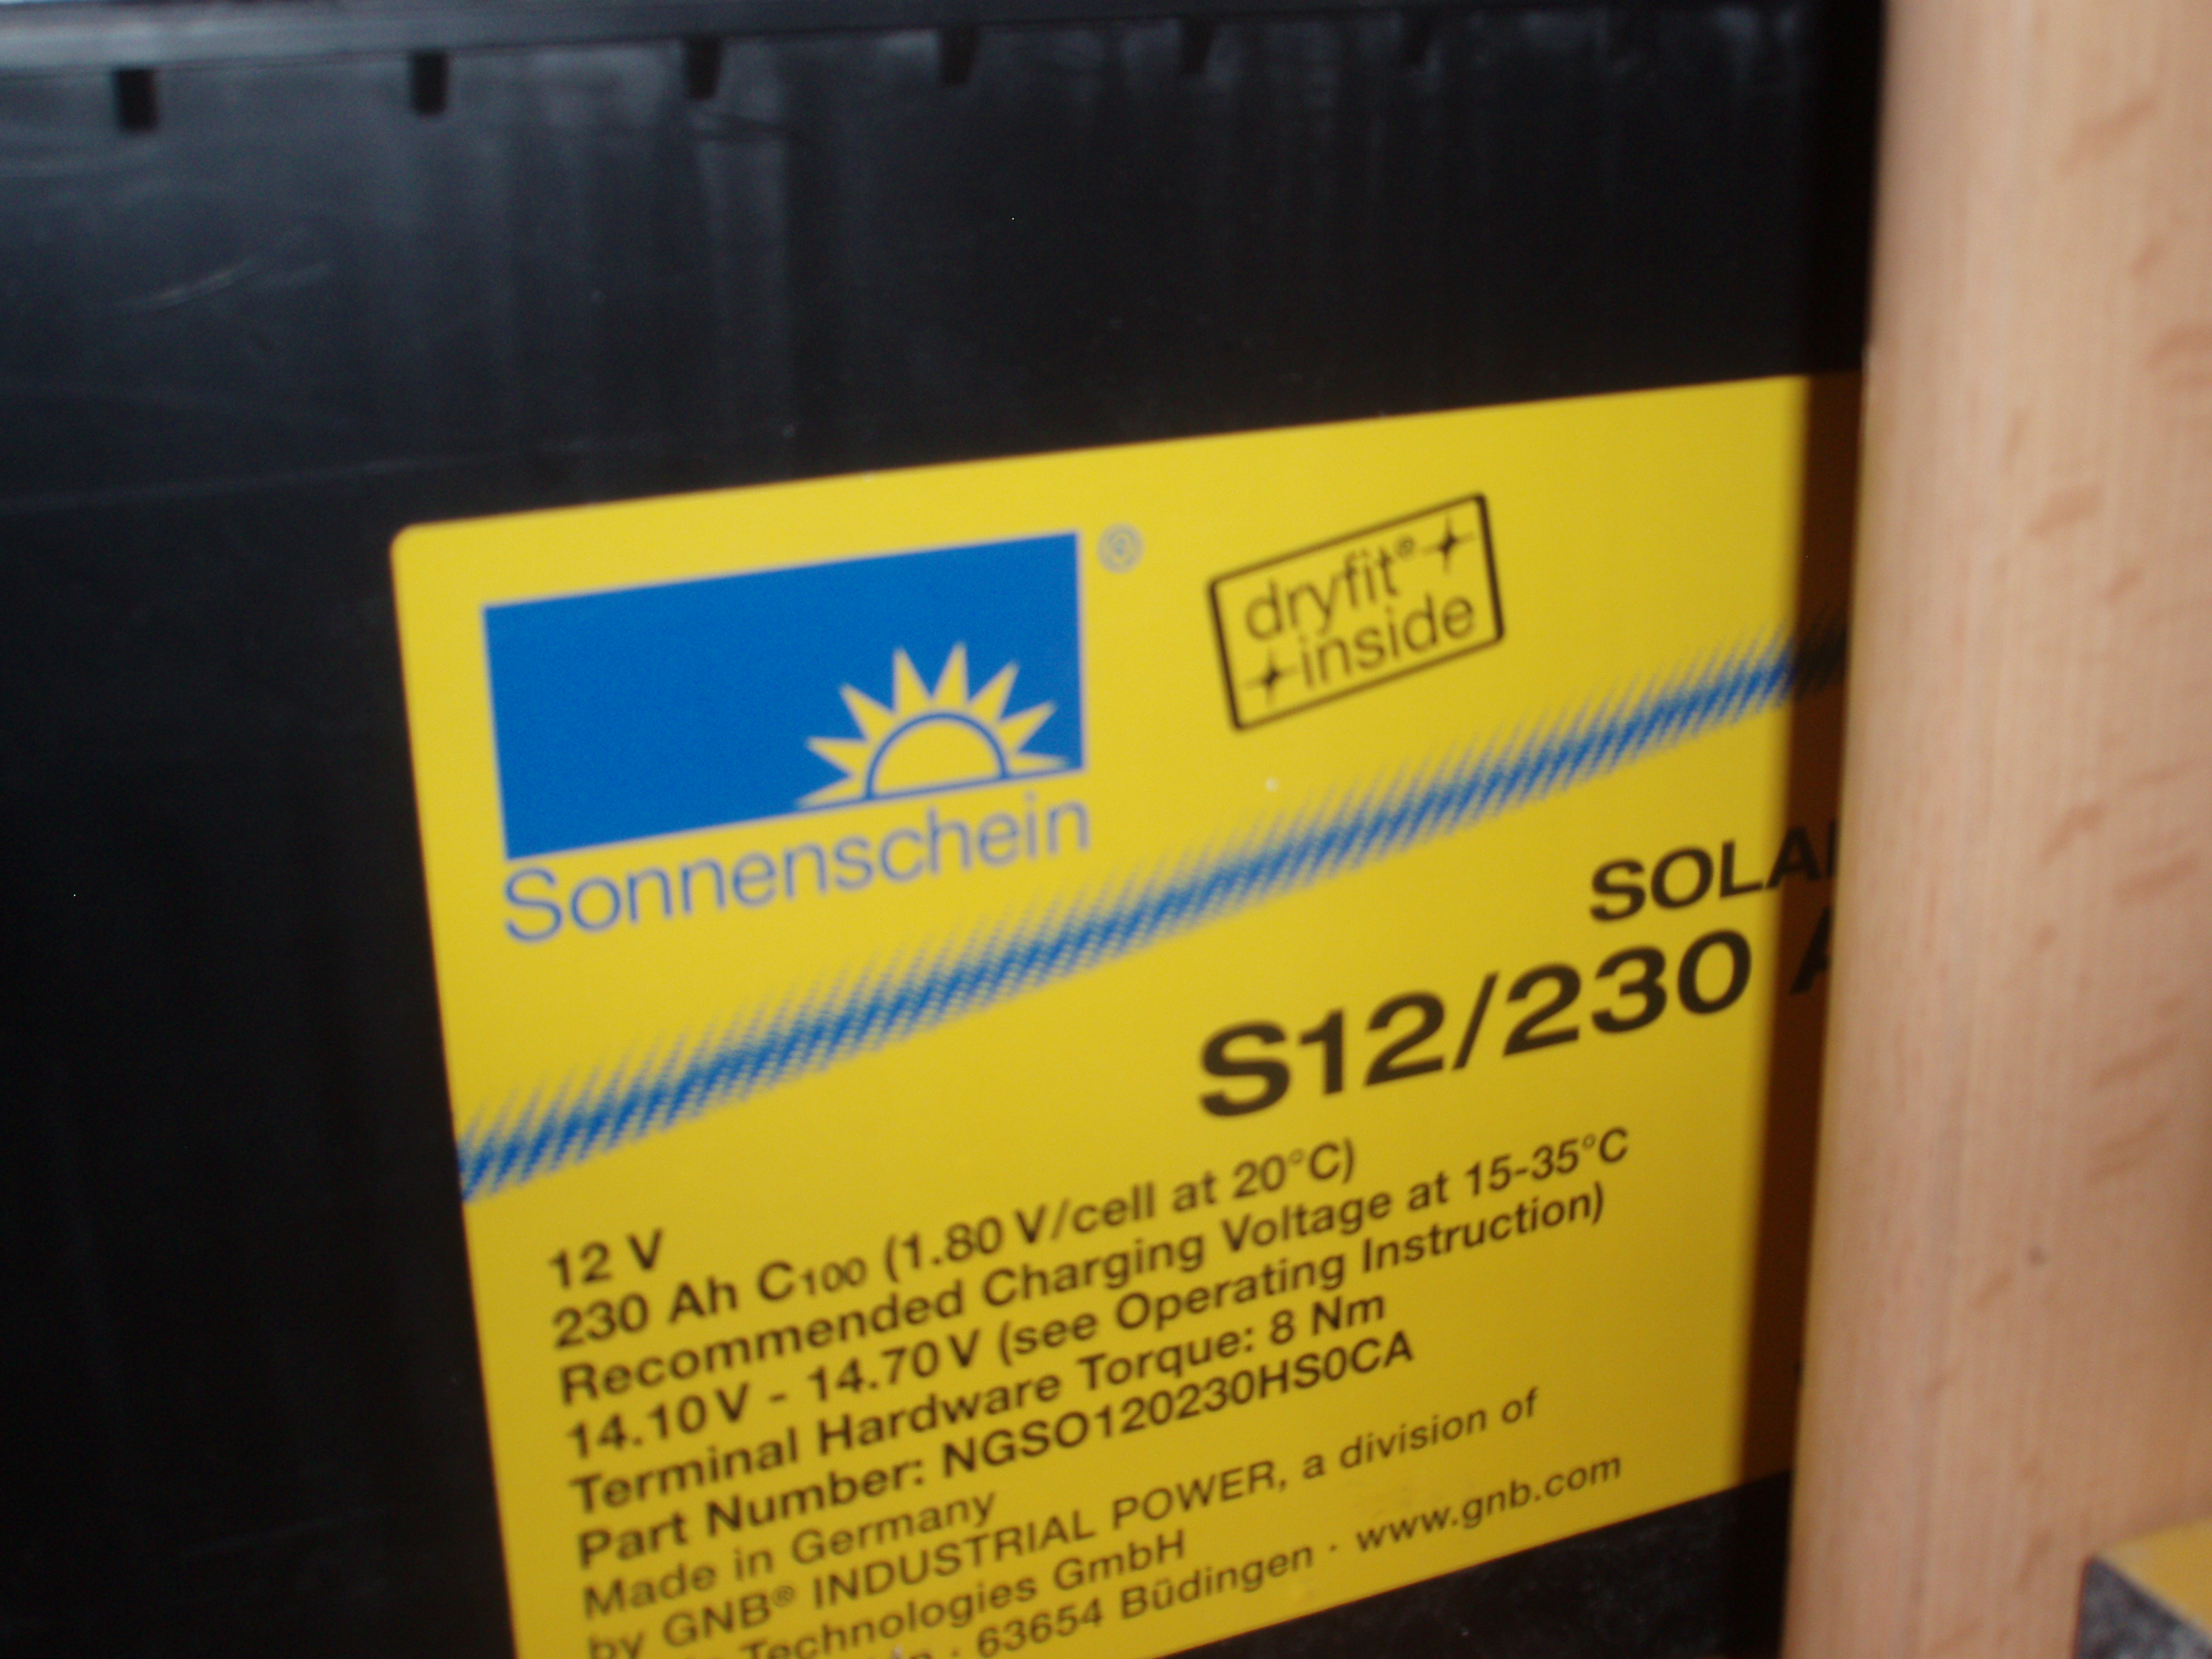 ®
dryfit®
inside
Sonnenschein
SOLA
S12/230 A
12 V
230 Ah C100 (1.80 V/cell at 20°C)
Recommended Charging Voltage at 15-35°C
14.10 V - 14.70 V (see Operating Instruction)
Terminal Hardware Torque: 8 Nm
Part Number: NGSO120230HS0CA
Made in Germany
by GNB® INDUSTRIAL POWER, a division of
Technologies GmbH
· 63654 Büdingen · www.gnb.com